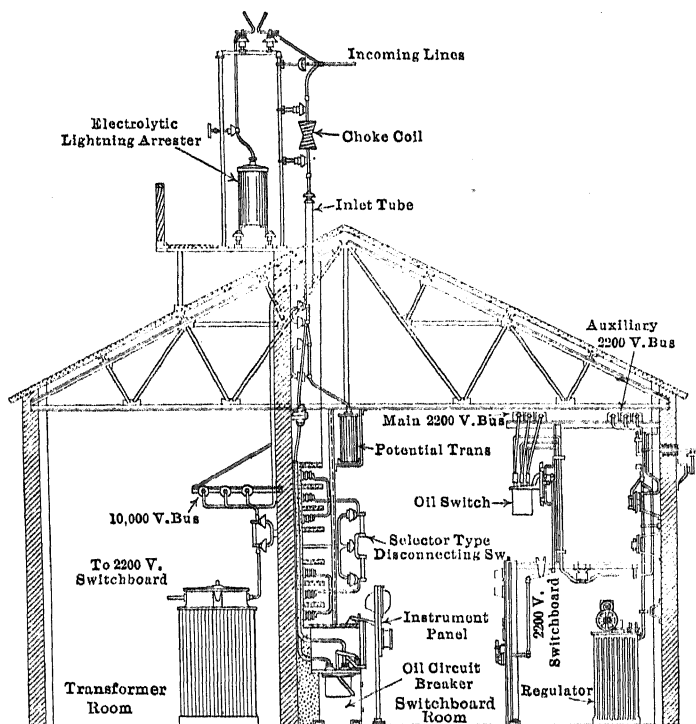 Incoming Lines
Electrolytic
Lightning Arrester
Choke Coil
Inlet Tube
Auxiliary
2200 V. Bus
Main 2200 V. Bus
Potential Trans
Oil Switch
10,000 V. Bus
Selector Type
Disconnecting Sw.
To 2200 V.
Switchboard
2200 V.
Switchboard
Instrument
Panel
Oil Circuit
Breaker
Transformer
Room
Switchboard
Room
Regulator